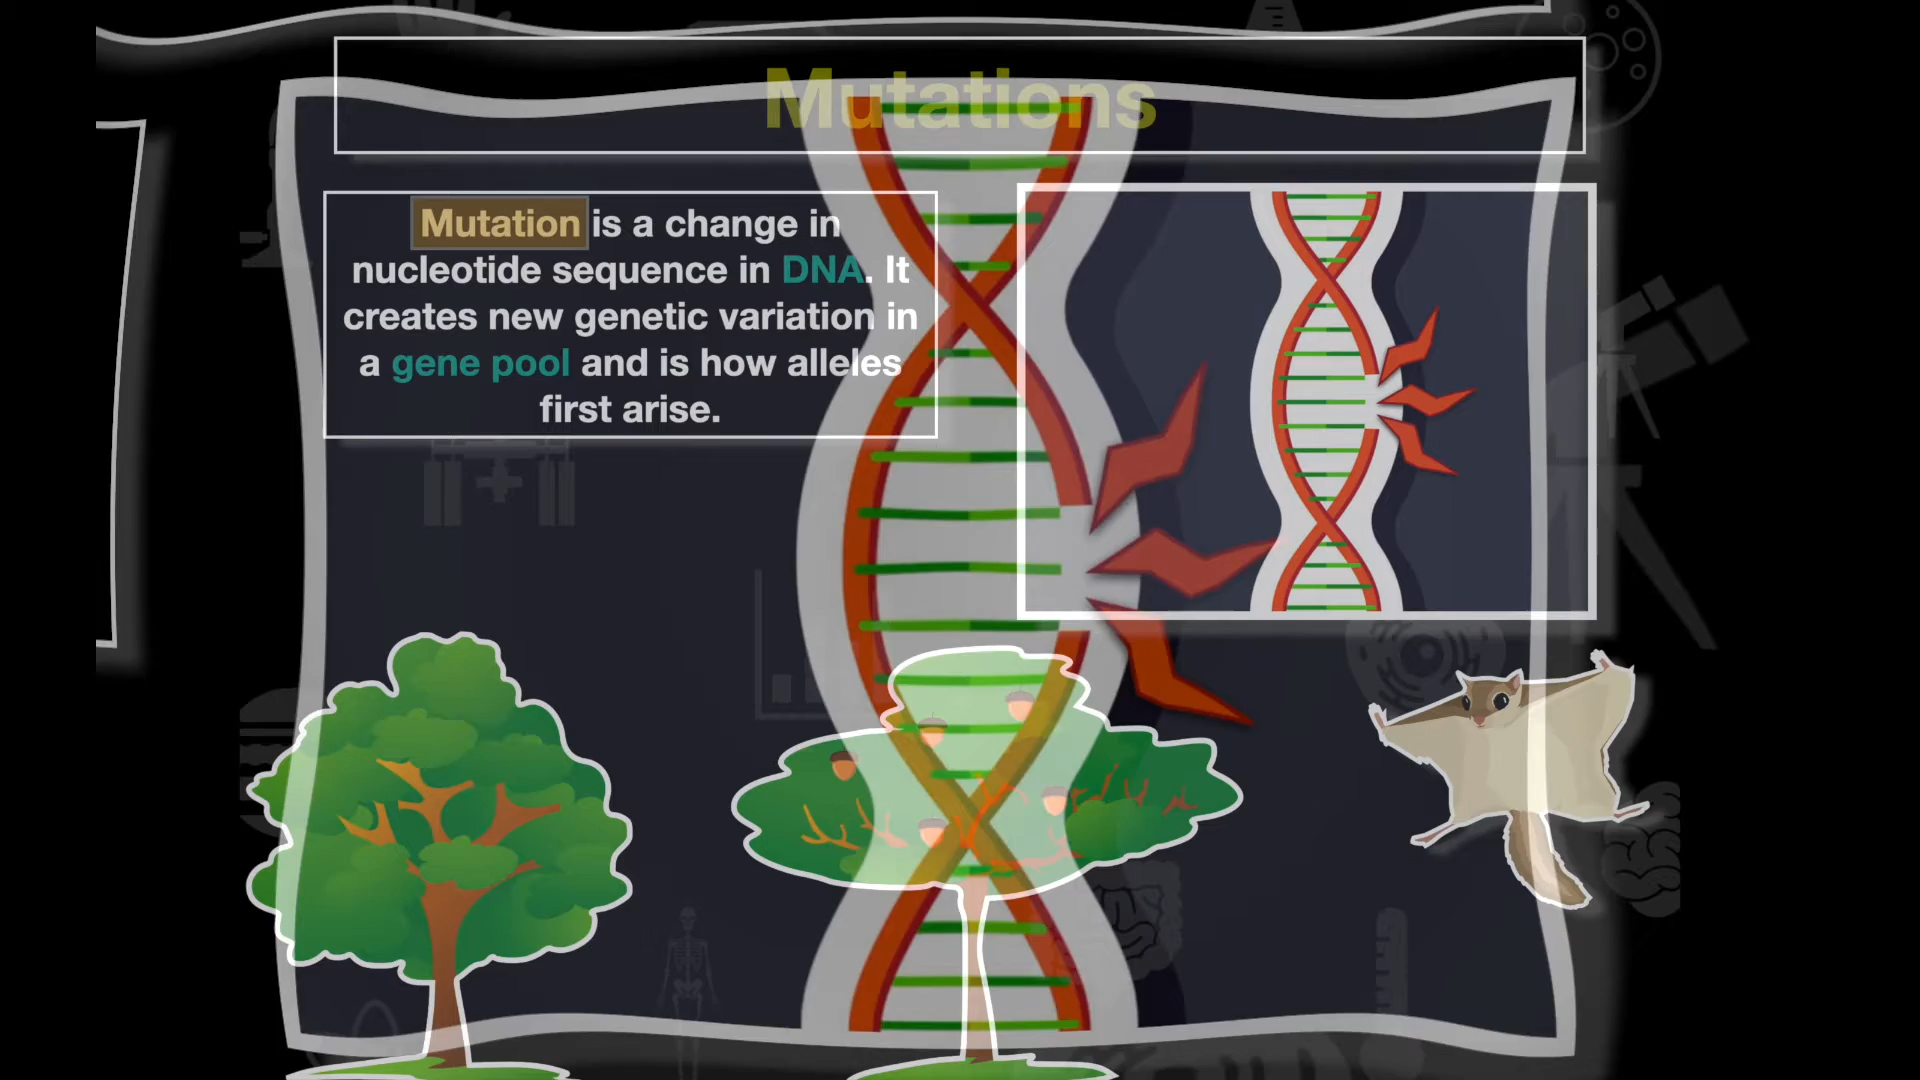 Mutations
Mutation is a change in
nucleotide sequence in DNA. It
creates new genetic variation in
a gene pool and is how alleles
first arise.